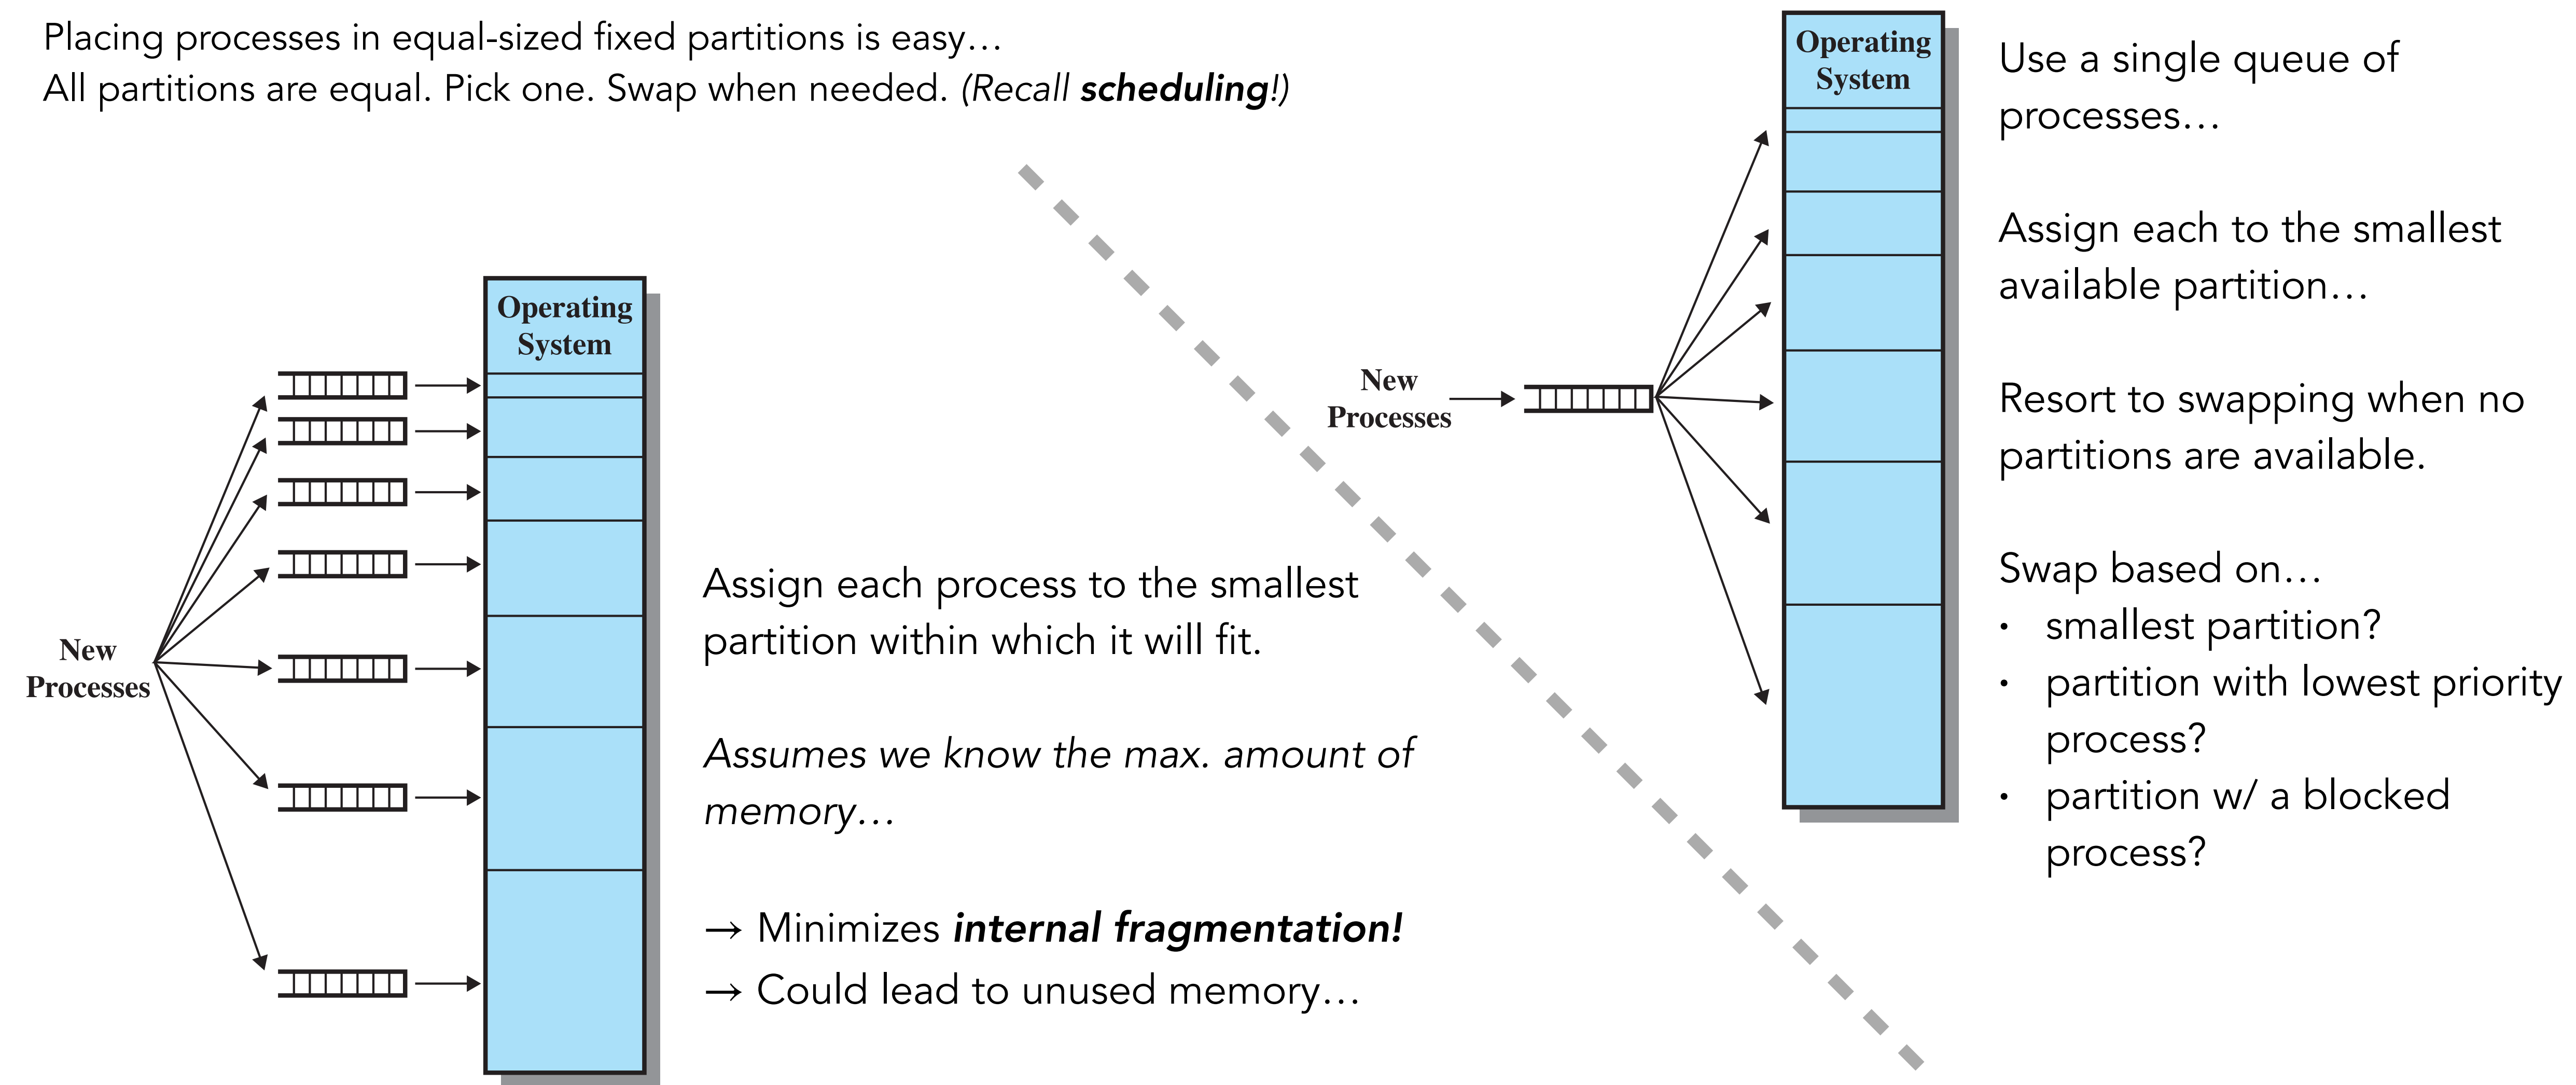 Placing processes in equal-sized fixed partitions is easy…
All partitions are equal. Pick one. Swap when needed. (Recall scheduling!)
Operating
System
New
Processes
Assign each process to the smallest
partition within which it will fit.
Assumes we know the max. amount of
memory…
→ Minimizes internal fragmentation!
→ Could lead to unused memory…
Operating
System
New
Processes
Use a single queue of
processes…
Assign each to the smallest
available partition…
Resort to swapping when no
partitions are available.
Swap based on…
• smallest partition?
• partition with lowest priority
process?
• partition w/ a blocked
process?